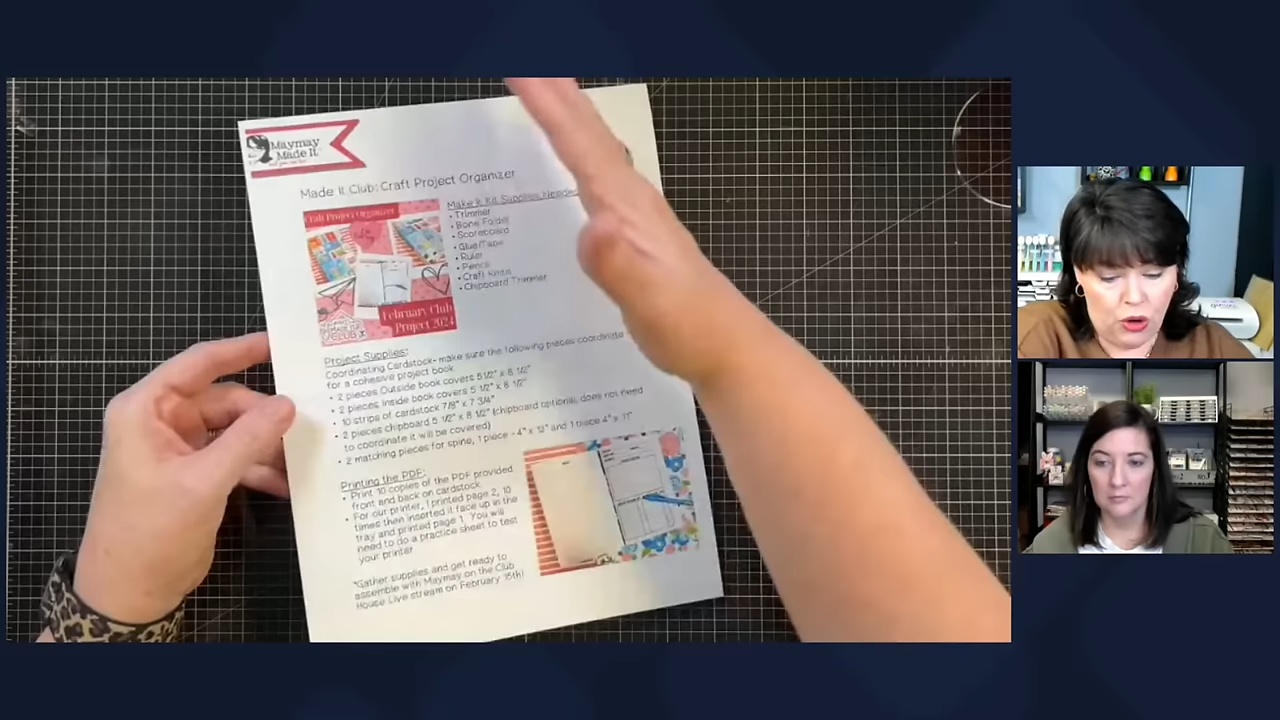 Maymay
Made It
Made It Club: Craft Project Organizer
Craft Project Organizer
February Club
Project 2024
CLUB
Make It Kit Supplies Needed
• Trimmer
• Bone Folder
• Scoreboard
• Glue/Tape
• Ruler
• Pencil
• Craft Knife
• Chipboard Trimmer
Project Supplies:
Coordinating Cardstock- make sure the following pieces coordinate
for a cohesive project book
• 2 pieces Outside book covers 5 1/2" x 8 1/2"
• 2 pieces Inside book covers 5 1/2" x 8 1/2"
• 10 strips of cardstock 7/8" x 7 3/4"
• 2 pieces chipboard 5 1/2" x 8 1/2" (chipboard optional, does not need
to coordinate it will be covered)
• 2 matching pieces for spine, 1 piece - 4" x 12" and 1 piece 4" x 11"
Printing the PDF:
• Print 10 copies of the PDF provided
front and back on cardstock
• For our printer, I printed page 2, 10
times then inserted it face up in the
tray and printed page 1. You will
need to do a practice sheet to test
your printer
*Gather supplies and get ready to
assemble with Maymay on the Club
House Live stream on February 15th!